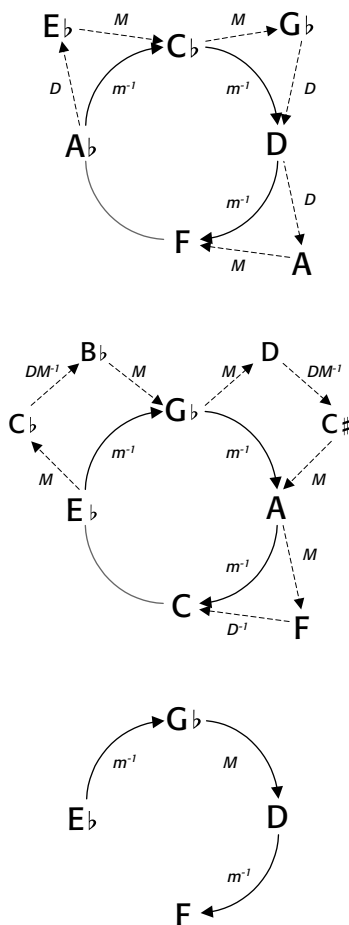 E♭ M C♭ M G♭
D m⁻¹ m⁻¹ D
A♭ D
m⁻¹ D
F M A
B♭ D
DM⁻¹ M M DM⁻¹
C♭ G♭ C♯
M m⁻¹ m⁻¹ M
E♭ A
m⁻¹ M
C D⁻¹ F
G♭
m⁻¹ M
E♭ D
m⁻¹
F